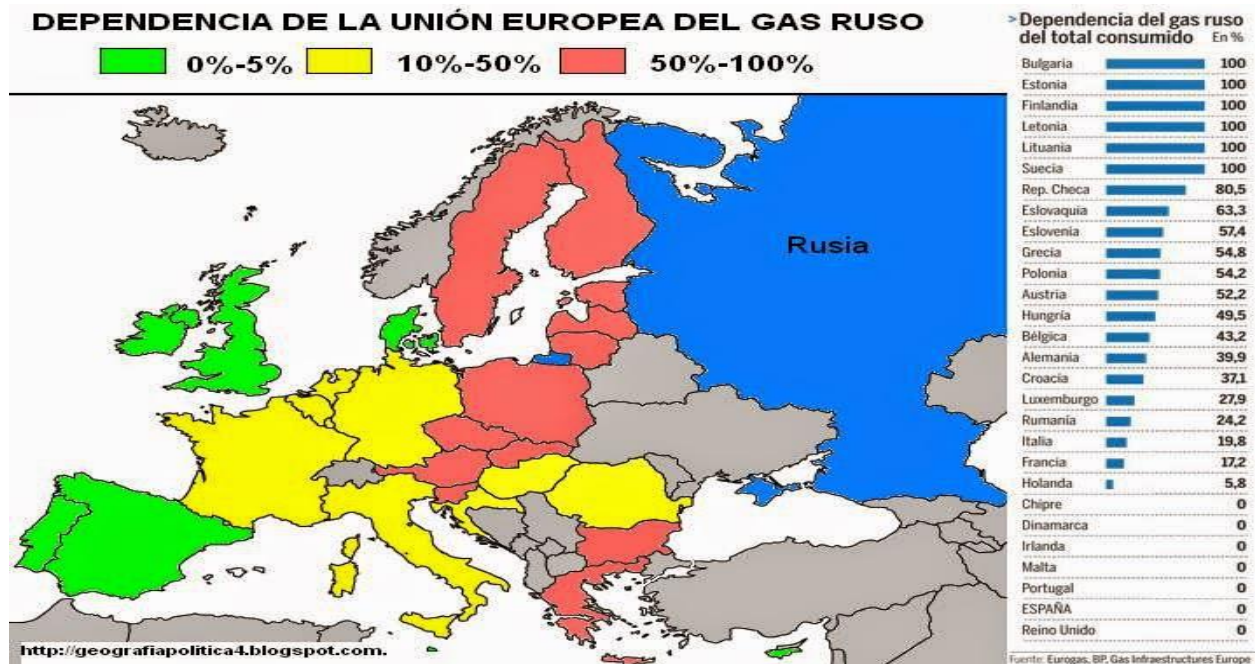 DEPENDENCIA DE LA UNIÓN EUROPEA DEL GAS RUSO
0%-5% 10%-50% 50%-100%
Rusia
http://geografiapolitica4.blogspot.com.
> Dependencia del gas ruso
del total consumido En %
Bulgaria 100
Estonia 100
Finlandia 100
Letonia 100
Lituania 100
Suecia 100
Rep. Checa 80,5
Eslovaquia 63,3
Eslovenia 57,4
Grecia 54,8
Polonia 54,2
Austria 52,2
Hungría 49,5
Bélgica 43,2
Alemania 39,9
Croacia 37,1
Luxemburgo 27,9
Rumanía 24,2
Italia 19,8
Francia 17,2
Holanda 5,8
Chipre 0
Dinamarca 0
Irlanda 0
Malta 0
Portugal 0
ESPAÑA 0
Reino Unido 0
Fuente: Eurogas, BP, Gas Infraestructures Europe